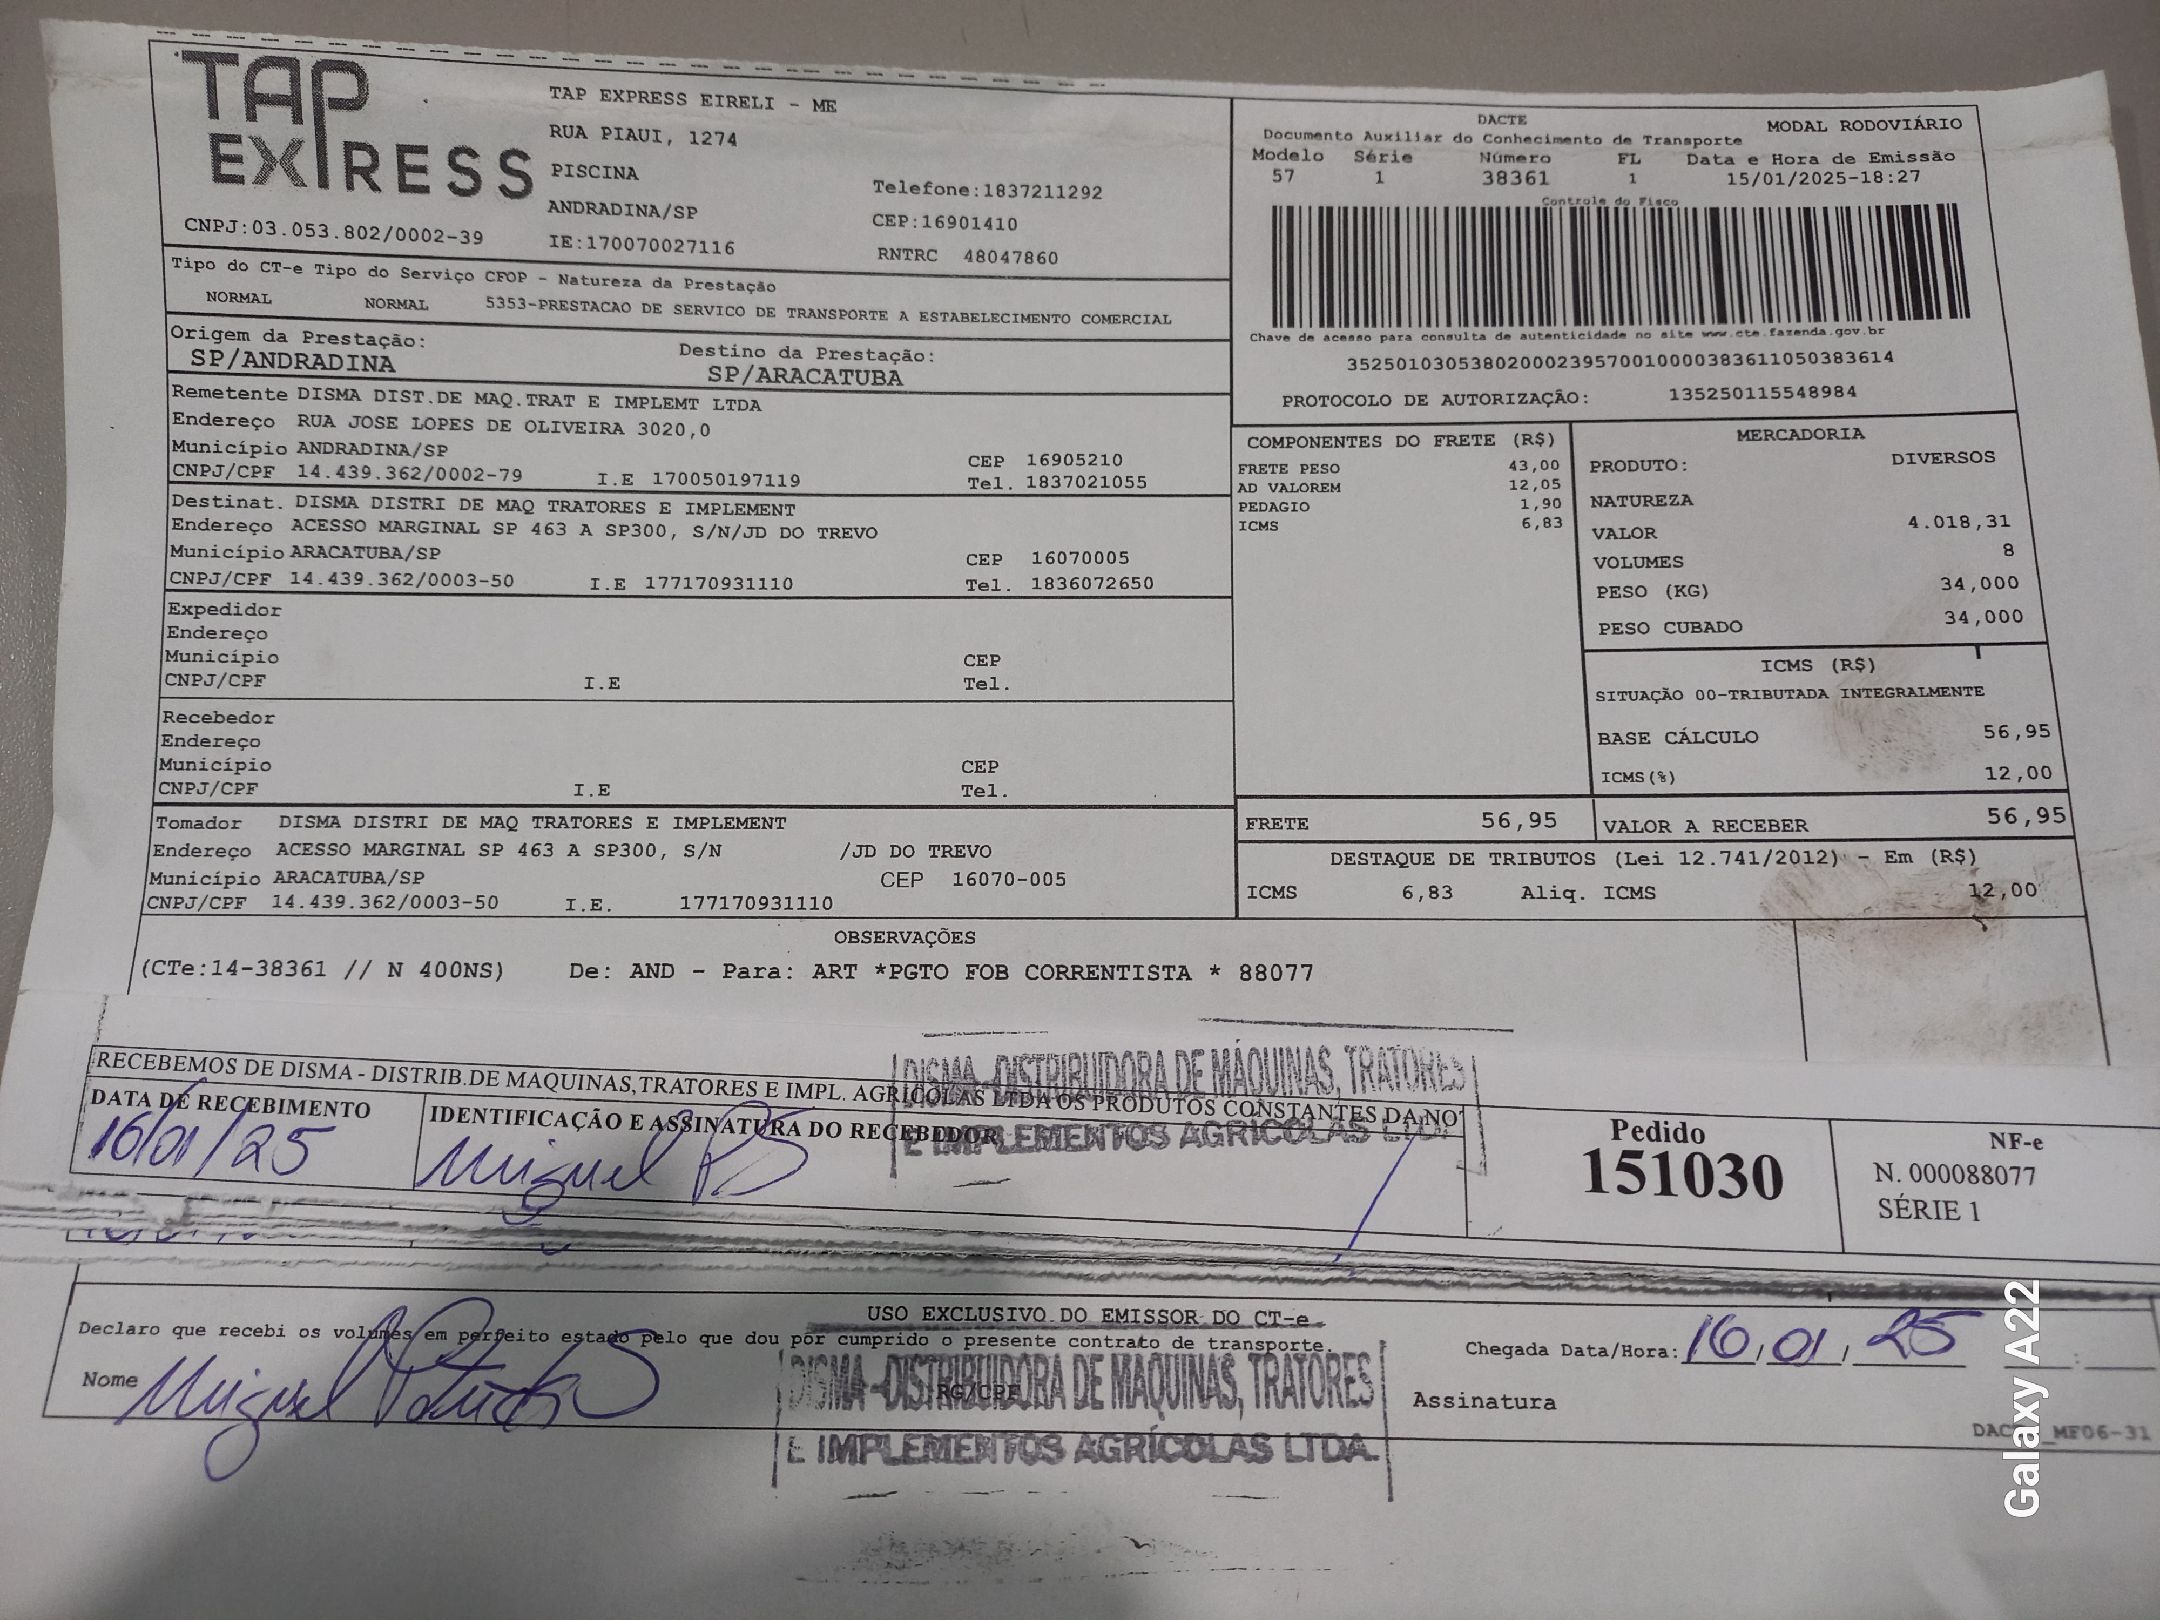 TAP
EXPRESS
TAP EXPRESS EIRELI - ME
RUA PIAUI, 1274
PISCINA
ANDRADINA/SP
Telefone:1837211292
CEP:16901410
CNPJ:03.053.802/0002-39
IE:170070027116
RNTRC 48047860
DACTE
MODAL RODOVIÁRIO
Documento Auxiliar do Conhecimento de Transporte
Modelo Série Número FL Data e Hora de Emissão
57 1 38361 1 15/01/2025-18:27
Controle do Fisco
Chave de acesso para consulta de autenticidade no site www.cte.fazenda.gov.br
35250103053802000239570010000383611050383614
PROTOCOLO DE AUTORIZAÇÃO: 135250115548984
Tipo do CT-e Tipo do Serviço CFOP - Natureza da Prestação
NORMAL NORMAL 5353-PRESTACAO DE SERVICO DE TRANSPORTE A ESTABELECIMENTO COMERCIAL
Origem da Prestação: Destino da Prestação:
SP/ANDRADINA SP/ARACATUBA
Remetente DISMA DIST.DE MAQ.TRAT E IMPLEMT LTDA
Endereço RUA JOSE LOPES DE OLIVEIRA 3020,0
Município ANDRADINA/SP CEP 16905210
CNPJ/CPF 14.439.362/0002-79 I.E 170050197119 Tel. 1837021055
Destinat. DISMA DISTRI DE MAQ TRATORES E IMPLEMENT
Endereço ACESSO MARGINAL SP 463 A SP300, S/N/JD DO TREVO
Município ARACATUBA/SP CEP 16070005
CNPJ/CPF 14.439.362/0003-50 I.E 177170931110 Tel. 1836072650
Expedidor
Endereço
Município CEP
CNPJ/CPF I.E Tel.
Recebedor
Endereço
Município CEP
CNPJ/CPF I.E Tel.
Tomador DISMA DISTRI DE MAQ TRATORES E IMPLEMENT
Endereço ACESSO MARGINAL SP 463 A SP300, S/N /JD DO TREVO
Município ARACATUBA/SP CEP 16070-005
CNPJ/CPF 14.439.362/0003-50 I.E. 177170931110
COMPONENTES DO FRETE (R$)
FRETE PESO 43,00
AD VALOREM 12,05
PEDAGIO 1,90
ICMS 6,83
MERCADORIA
PRODUTO: DIVERSOS
NATUREZA
VALOR 4.018,31
VOLUMES 8
PESO (KG) 34,000
PESO CUBADO 34,000
ICMS (R$)
SITUAÇÃO 00-TRIBUTADA INTEGRALMENTE
BASE CÁLCULO 56,95
ICMS(%) 12,00
FRETE 56,95 VALOR A RECEBER 56,95
DESTAQUE DE TRIBUTOS (Lei 12.741/2012) - Em (R$)
ICMS 6,83 Aliq. ICMS 12,00
OBSERVAÇÕES
(CTe:14-38361 // N 400NS) De: AND - Para: ART *PGTO FOB CORRENTISTA * 88077
RECEBEMOS DE DISMA - DISTRIB.DE MAQUINAS,TRATORES E IMPL. AGRICOLAS LTDA OS PRODUTOS CONSTANTES DA NO
DISMA - DISTRIBUIDORA DE MÁQUINAS, TRATORES
E IMPLEMENTOS AGRÍCOLAS LTDA.
DATA DE RECEBIMENTO IDENTIFICAÇÃO E ASSINATURA DO RECEBEDOR
16/01/25 Miguel PS
Pedido
151030
NF-e
N. 000088077
SÉRIE 1
USO EXCLUSIVO DO EMISSOR DO CT-e
Declaro que recebi os volumes em perfeito estado pelo que dou por cumprido o presente contrato de transporte.
Chegada Data/Hora: 16/01/25
Nome Miguel
RG/CPF
Assinatura
DISMA - DISTRIBUIDORA DE MAQUINAS, TRATORES
E IMPLEMENTOS AGRÍCOLAS LTDA.
MF06-31
Galaxy A22